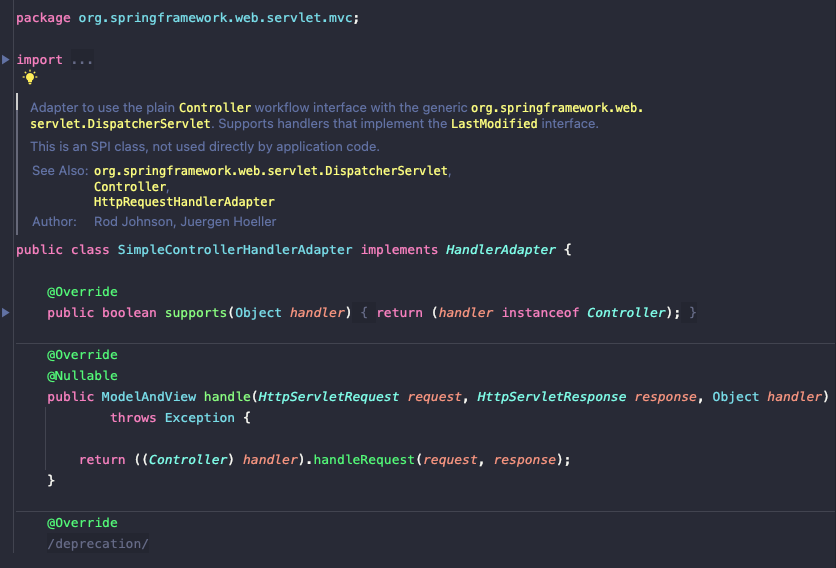 package org.springframework.web.servlet.mvc;
import ...
Adapter to use the plain Controller workflow interface with the generic org.springframework.web.
servlet.DispatcherServlet. Supports handlers that implement the LastModified interface.
This is an SPI class, not used directly by application code.
See Also: org.springframework.web.servlet.DispatcherServlet,
Controller,
HttpRequestHandlerAdapter
Author: Rod Johnson, Juergen Hoeller
public class SimpleControllerHandlerAdapter implements HandlerAdapter {
@Override
public boolean supports(Object handler) { return (handler instanceof Controller); }
@Override
@Nullable
public ModelAndView handle(HttpServletRequest request, HttpServletResponse response, Object handler)
throws Exception {
return ((Controller) handler).handleRequest(request, response);
}
@Override
/deprecation/